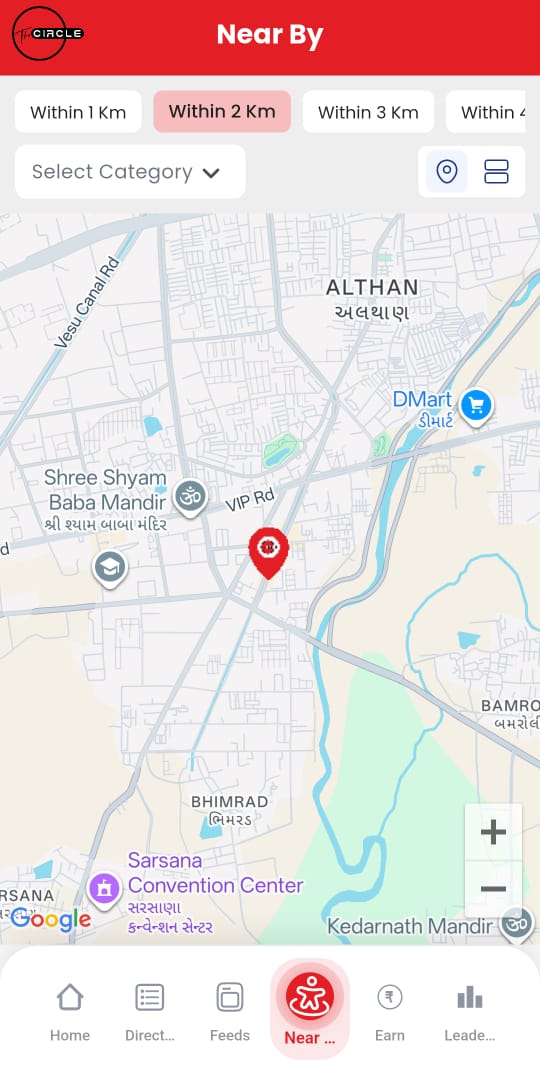 The CIRCLE
Near By
Within 1 Km
Within 2 Km
Within 3 Km
Within 4
Select Category
Vesu Canal Rd
ALTHAN
અલથાણ
DMart
ડીમાર્ટ
Shree Shyam
Baba Mandir
શ્રી શ્યામ બાબા મંદિર
VIP Rd
d
BAMRO
બમરોલી
BHIMRAD
ભિમરડ
Sarsana
Convention Center
સરસાણા
કન્વેન્શન સેન્ટર
RSANA
Google
Kedarnath Mandir
Home
Direct...
Feeds
Near ...
Earn
Leade...